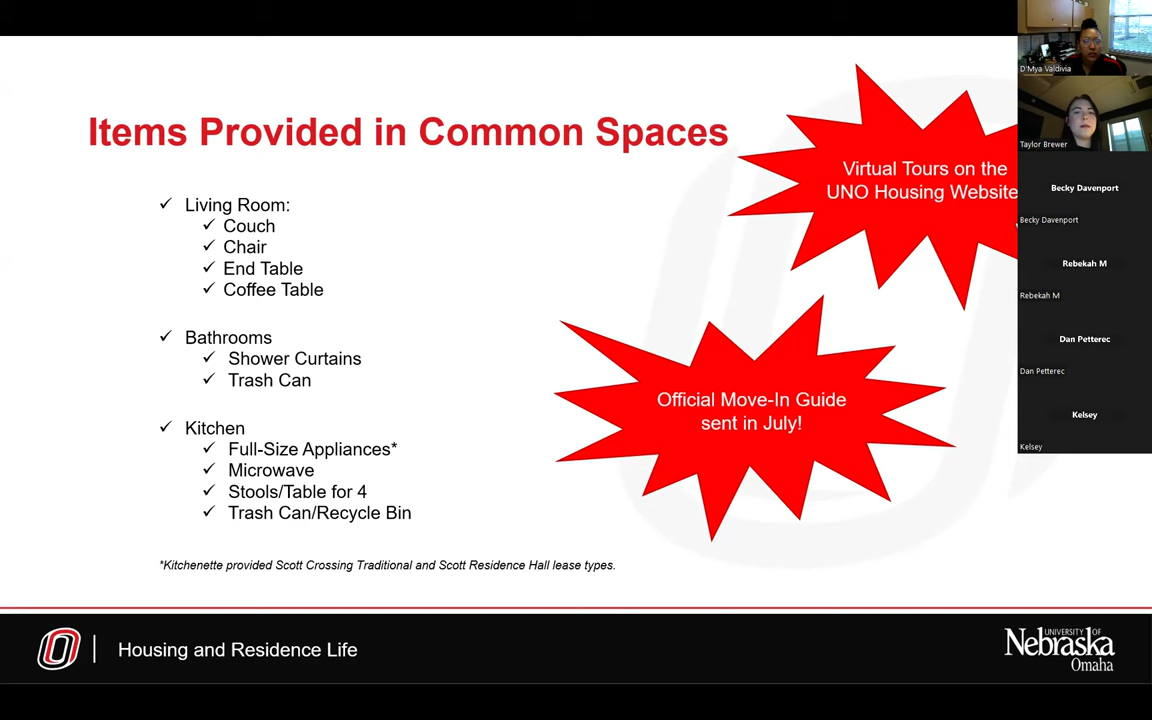 Items Provided in Common Spaces
Living Room:
Couch
Chair
End Table
Coffee Table
Bathrooms
Shower Curtains
Trash Can
Kitchen
Full-Size Appliances*
Microwave
Stools/Table for 4
Trash Can/Recycle Bin
*Kitchenette provided Scott Crossing Traditional and Scott Residence Hall lease types.
Virtual Tours on the
UNO Housing Website
Official Move-In Guide
sent in July!
D'Mya Valdivia
Taylor Brewer
Becky Davenport
Becky Davenport
Rebekah M
Rebekah M
Dan Petterec
Dan Petterec
Kelsey
Kelsey
O
Housing and Residence Life
UNIVERSITY OF
Nebraska
Omaha